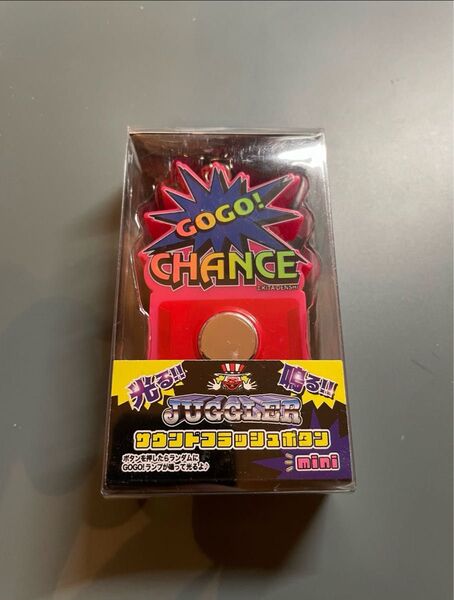 GOGO!
CHANCE
©KITA DENSHI
光る!!!
鳴る!!!
JUGGLER
サウンドフラッシュボタン
mini
ボタンを押したらランダムに
GOGO!ランプが鳴って光るよ♪